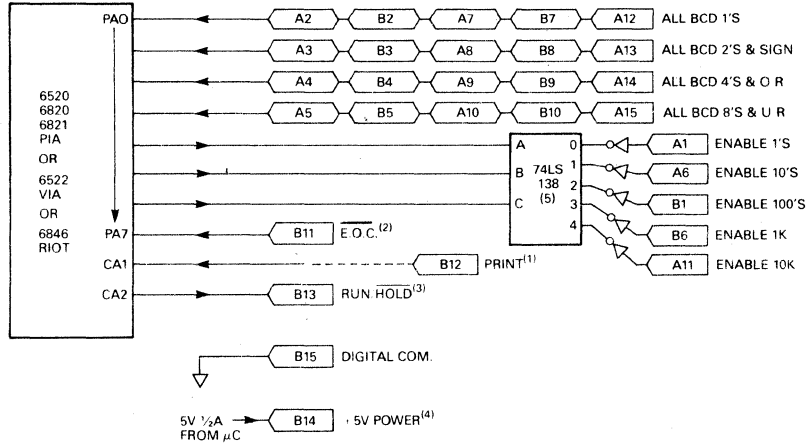 PAO A2 B2 A7 B7 A12 ALL BCD 1'S
A3 B3 A8 B8 A13 ALL BCD 2'S & SIGN
A4 B4 A9 B9 A14 ALL BCD 4'S & O R
A5 B5 A10 B10 A15 ALL BCD 8'S & U R
6520
6820
6821
PIA
OR
6522
VIA
OR
6846
RIOT
A 0 A1 ENABLE 1'S
B 74LS 1 A6 ENABLE 10'S
138 2 B1 ENABLE 100'S
C (5) 3 B6 ENABLE 1K
4 A11 ENABLE 10K
PA7 B11 E.O.C.(2)
CA1 B12 PRINT(1)
CA2 B13 RUN HOLD(3)
B15 DIGITAL COM.
5V ½A B14 5V POWER(4)
FROM μC